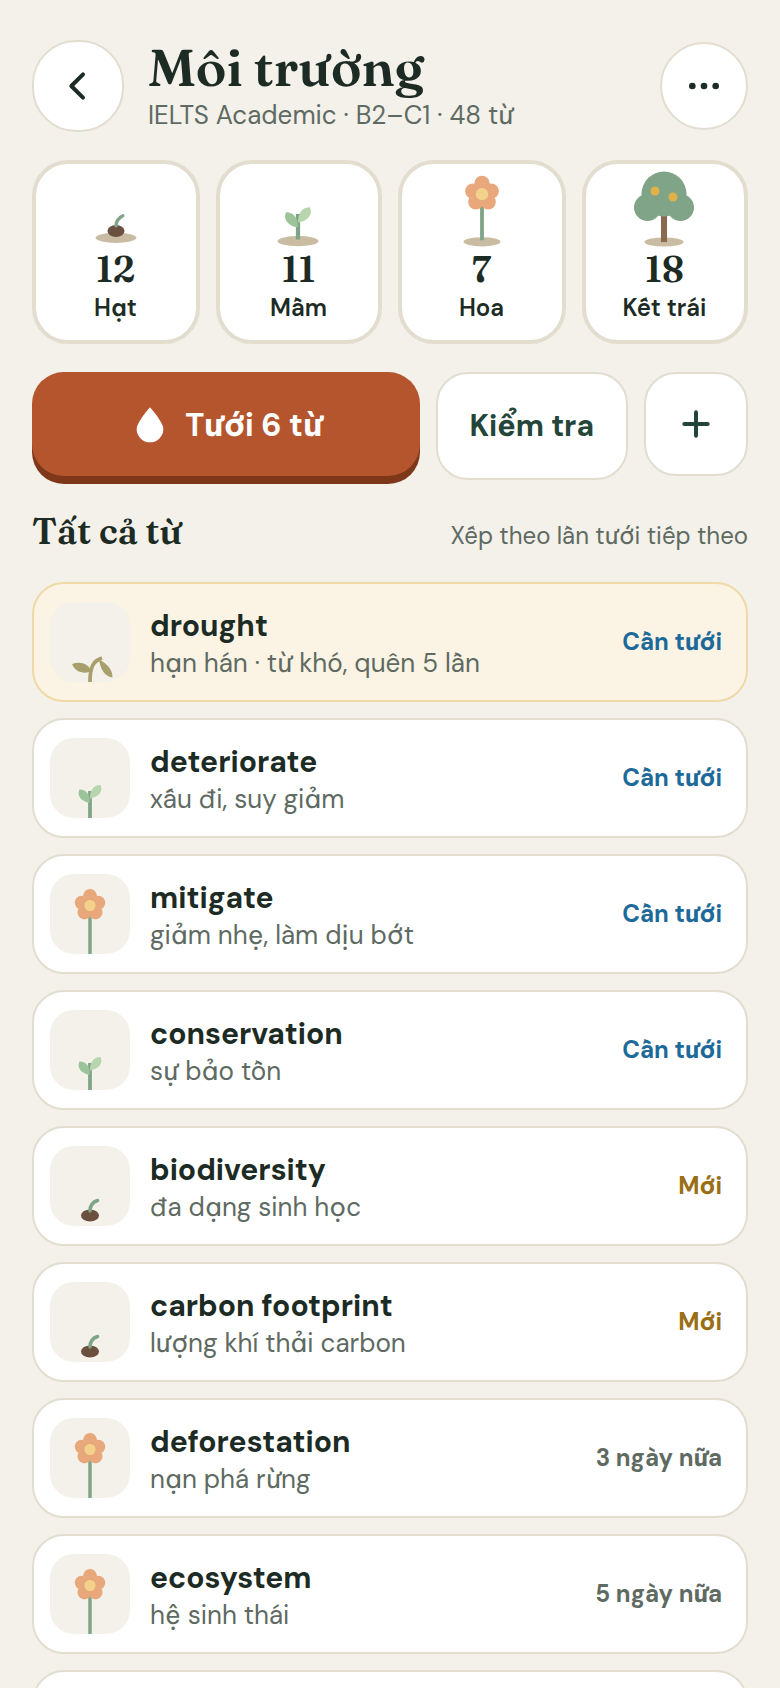 Môi trường
IELTS Academic · B2–C1 · 48 từ
12
Hạt
11
Mầm
7
Hoa
18
Kết trái
Tưới 6 từ
Kiểm tra
Tất cả từ
Xếp theo lần tưới tiếp theo
drought
hạn hán · từ khó, quên 5 lần
Cần tưới
deteriorate
xấu đi, suy giảm
Cần tưới
mitigate
giảm nhẹ, làm dịu bớt
Cần tưới
conservation
sự bảo tồn
Cần tưới
biodiversity
đa dạng sinh học
Mới
carbon footprint
lượng khí thải carbon
Mới
deforestation
nạn phá rừng
3 ngày nữa
ecosystem
hệ sinh thái
5 ngày nữa